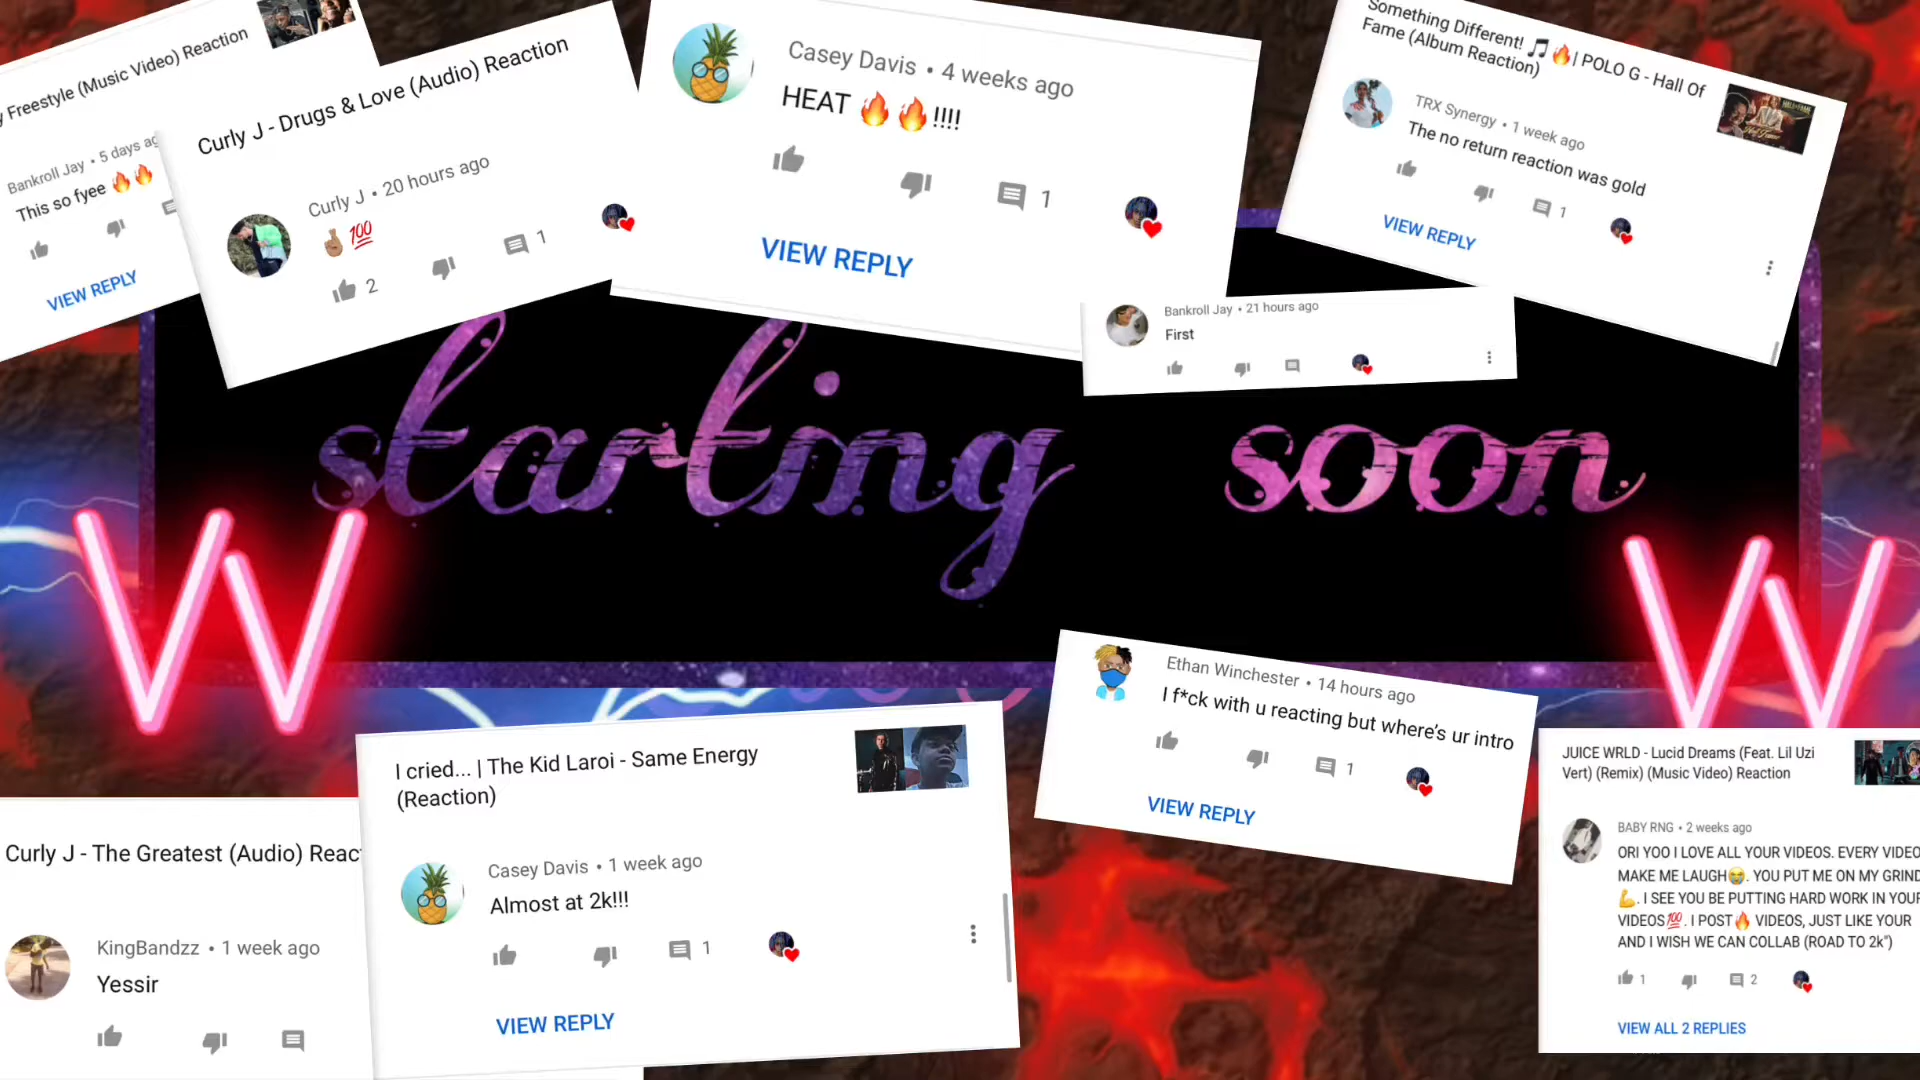 y Freestyle (Music Video) Reaction
Bankroll Jay • 5 days ag
This so fyee 🔥🔥
VIEW REPLY
Curly J - Drugs & Love (Audio) Reaction
Curly J • 20 hours ago
🤞🏽💯
2
1
Casey Davis • 4 weeks ago
HEAT 🔥🔥!!!!
1
VIEW REPLY
Something Different! 🎵🔥| POLO G - Hall Of
Fame (Album Reaction)
TRX Synergy • 1 week ago
The no return reaction was gold
1
VIEW REPLY
Bankroll Jay • 21 hours ago
First
starting soon
W
W
Ethan Winchester • 14 hours ago
I f*ck with u reacting but where's ur intro
1
VIEW REPLY
I cried... | The Kid Laroi - Same Energy
(Reaction)
Casey Davis • 1 week ago
Almost at 2k!!!
1
VIEW REPLY
Curly J - The Greatest (Audio) Reac
KingBandzz • 1 week ago
Yessir
JUICE WRLD - Lucid Dreams (Feat. Lil Uzi
Vert) (Remix) (Music Video) Reaction
BABY RNG • 2 weeks ago
ORI YOO I LOVE ALL YOUR VIDEOS. EVERY VIDEO
MAKE ME LAUGH😭. YOU PUT ME ON MY GRIND
💪. I SEE YOU BE PUTTING HARD WORK IN YOUR
VIDEOS💯. I POST🔥 VIDEOS, JUST LIKE YOUR
AND I WISH WE CAN COLLAB (ROAD TO 2k")
1
2
VIEW ALL 2 REPLIES